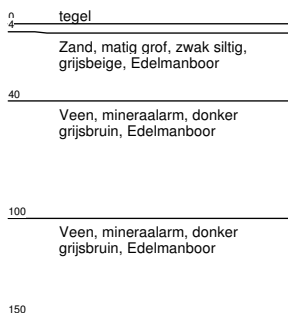 0 tegel
4
Zand, matig grof, zwak siltig,
grijsbeige, Edelmanboor
40
Veen, mineraalarm, donker
grijsbruin, Edelmanboor
100
Veen, mineraalarm, donker
grijsbruin, Edelmanboor
150